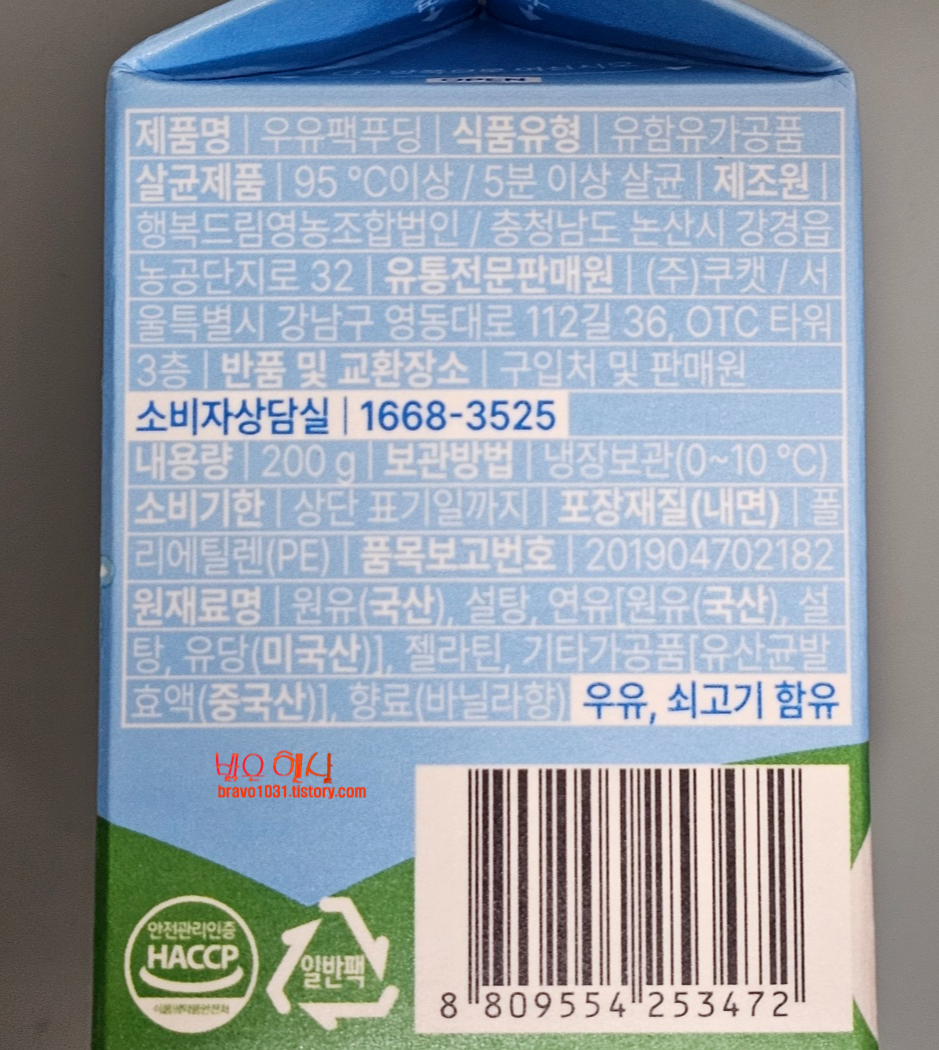 OPEN
제품명 | 우유팩푸딩 | 식품유형 | 유함유가공품
살균제품 | 95 ℃이상 / 5분 이상 살균 | 제조원 |
행복드림영농조합법인 / 충청남도 논산시 강경읍
농공단지로 32 | 유통전문판매원 | (주)쿠캣 / 서
울특별시 강남구 영동대로 112길 36, OTC 타워
3층 | 반품 및 교환장소 | 구입처 및 판매원
소비자상담실 | 1668-3525
내용량 | 200 g | 보관방법 | 냉장보관(0~10 ℃)
소비기한 | 상단 표기일까지 | 포장재질(내면) | 폴
리에틸렌(PE) | 품목보고번호 | 201904702182
원재료명 | 원유(국산), 설탕, 연유[원유(국산), 설
탕, 유당(미국산)], 젤라틴, 기타가공품[유산균발
효액(중국산)], 향료(바닐라향) 우유, 쇠고기 함유
bravo1031.tistory.com
안전관리인증
HACCP
식품의약품안전처
일반팩
8 809554 253472